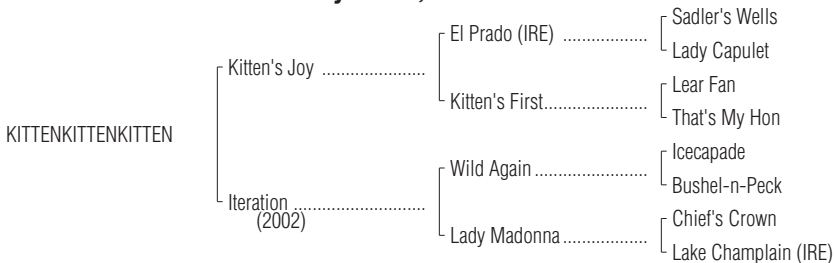 El Prado (IRE) ..................
Sadler's Wells
Lady Capulet
Kitten's Joy ......................
Kitten's First......................
Lear Fan
That's My Hon
KITTENKITTENKITTEN
Wild Again ........................
Icecapade
Bushel-n-Peck
Iteration ............................
(2002)
Lady Madonna..................
Chief's Crown
Lake Champlain (IRE)